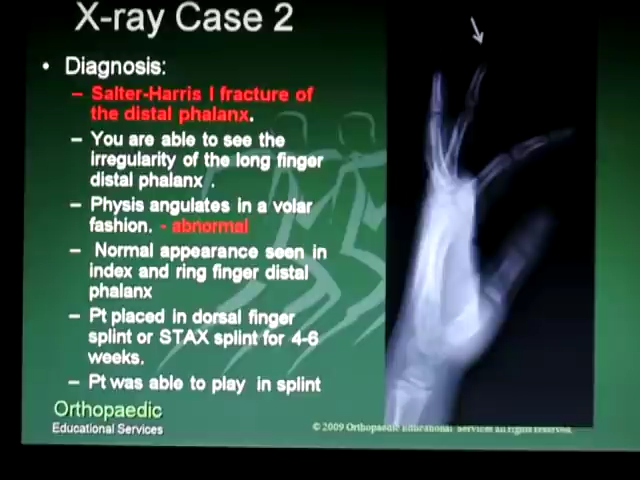 X-ray Case 2
• Diagnosis:
– Salter-Harris I fracture of
the distal phalanx.
– You are able to see the
irregularity of the long finger
distal phalanx .
– Physis angulates in a volar
fashion. - abnormal
– Normal appearance seen in
index and ring finger distal
phalanx
– Pt placed in dorsal finger
splint or STAX splint for 4-6
weeks.
– Pt was able to play in splint
Orthopaedic
Educational Services
© 2009 Orthopaedic Educational Services all rights reserved.